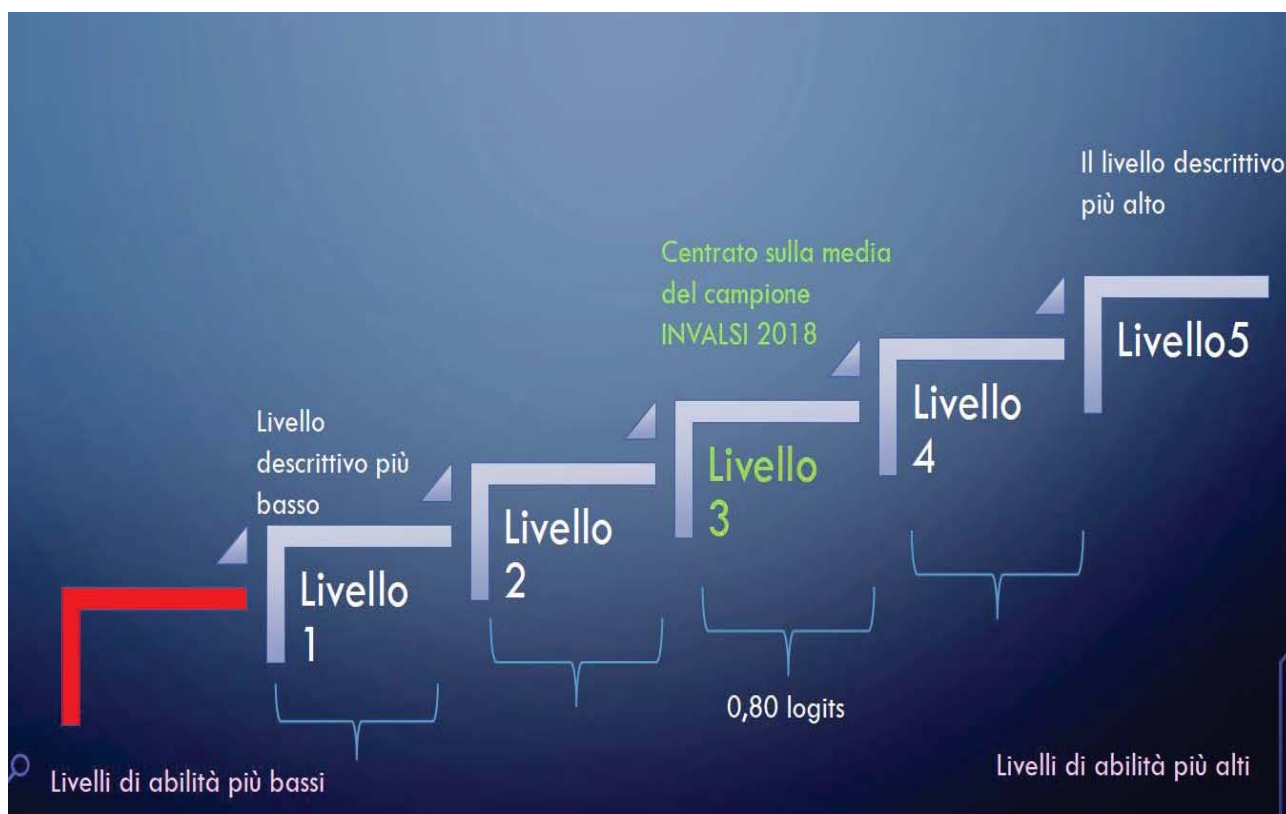 Il livello descrittivo
più alto
Centrato sulla media
del campione
INVALSI 2018
Livello5
Livello
4
Livello
descrittivo più
basso
Livello
3
Livello
2
Livello
1
0,80 logits
Livelli di abilità più bassi
Livelli di abilità più alti